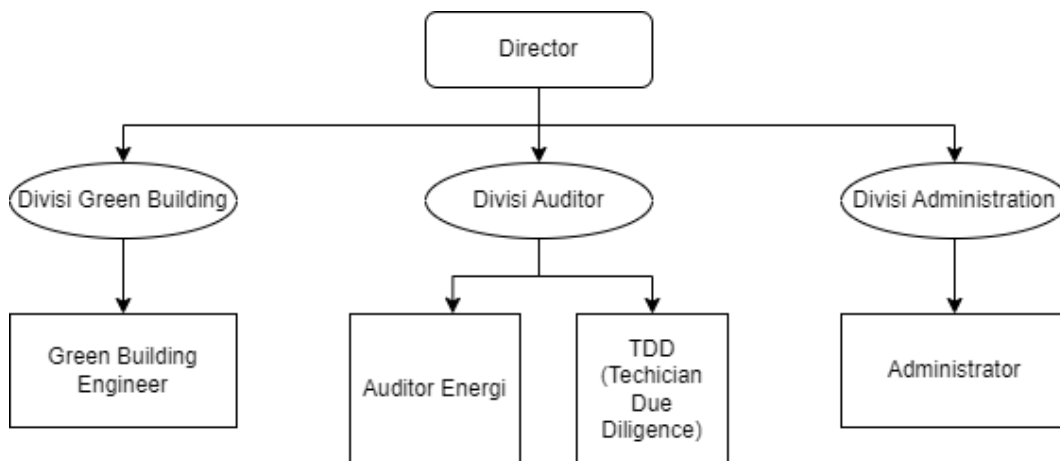 Director
Divisi Green Building
Divisi Auditor
Divisi Administration
Green Building
Engineer
Auditor Energi
TDD
(Techician
Due
Diligence)
Administrator